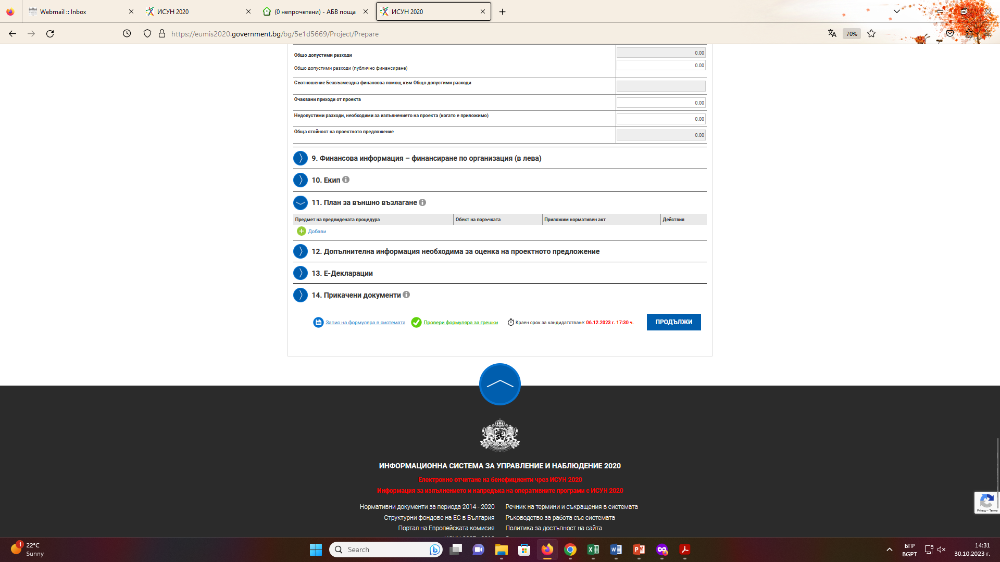 Webmail :: Inbox
ИСУН 2020
(0 непрочетени) - АБВ поща
ИСУН 2020
https://eumis2020.government.bg/bg/5e1d5669/Project/Prepare
70%
Общо допустими разходи
0.00
Общо допустими разходи (публично финансиране)
0.00
Съотношение Безвъзмездна финансова помощ към Общо допустими разходи
Очаквани приходи от проекта
0.00
Недопустими разходи, необходими за изпълнението на проекта (когато е приложимо)
0.00
Обща стойност на проектното предложение
0.00
9. Финансова информация – финансиране по организация (в лева)
10. Екип
11. План за външно възлагане
Предмет на предвидената процедура
Обект на поръчката
Приложим нормативен акт
Действия
Добави
12. Допълнителна информация необходима за оценка на проектното предложение
13. Е-Декларации
14. Прикачени документи
Запис на формуляра в системата
Провери формуляра за грешки
Краен срок за кандидатстване: 06.12.2023 г. 17:30 ч.
ПРОДЪЛЖИ
ИНФОРМАЦИОННА СИСТЕМА ЗА УПРАВЛЕНИЕ И НАБЛЮДЕНИЕ 2020
Електронно отчитане на бенефициенти чрез ИСУН 2020
Информация за изпълнението и напредъка на оперативните програми с ИСУН 2020
Нормативни документи за периода 2014 - 2020
Речник на термини и съкращения в системата
Структурни фондове на ЕС в България
Ръководство за работа със системата
Портал на Европейската комисия
Политика за достъпност на сайта
Privacy - Terms
1
22°C
Sunny
Search
БГР
BGPT
14:31
30.10.2023 г.